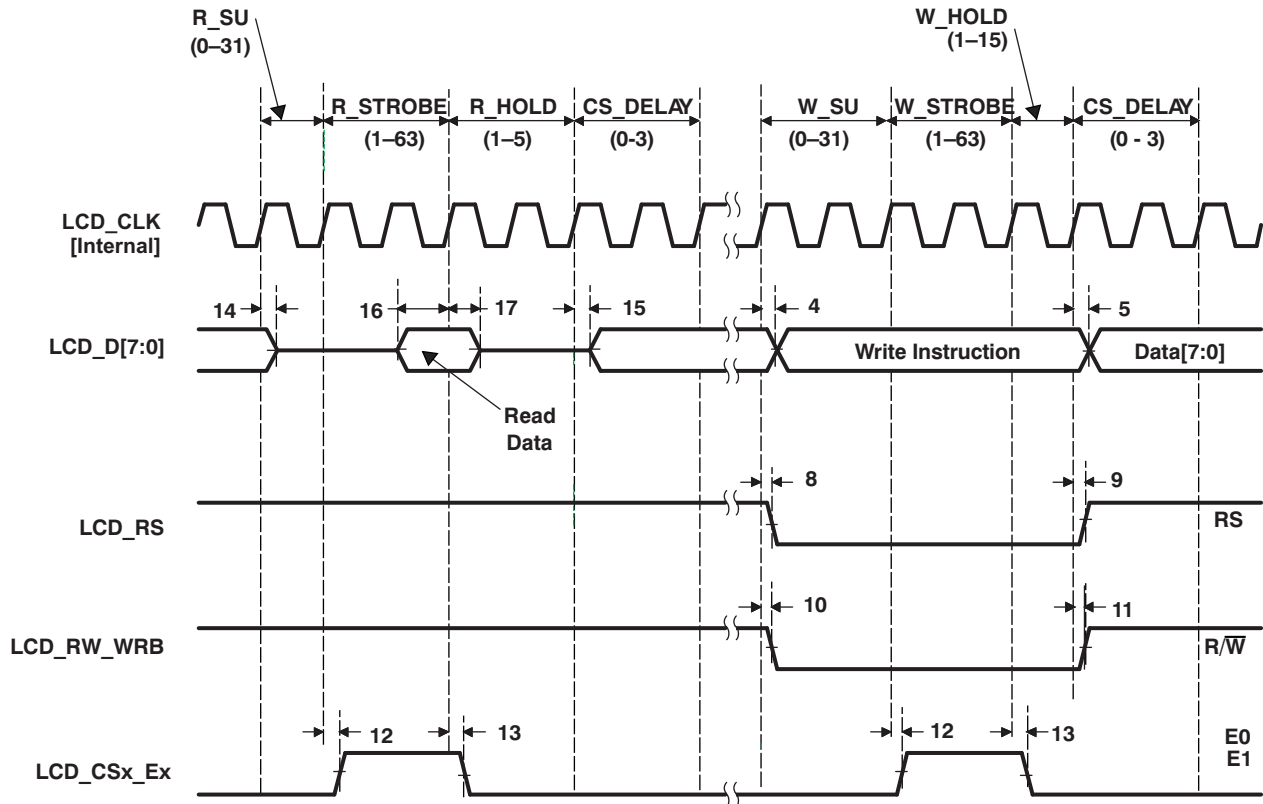 R_SU
(0–31)
W_HOLD
(1–15)
R_STROBE R_HOLD CS_DELAY W_SU W_STROBE CS_DELAY
(1–63) (1–5) (0-3) (0–31) (1–63) (0 - 3)
LCD_CLK
[Internal]
14 16 17 15 4 5
LCD_D[7:0] Write Instruction Data[7:0]
Read
Data
8 9
LCD_RS RS
10 11
LCD_RW_WRB R/W̅
12 13 12 13
LCD_CSx_Ex E0
E1